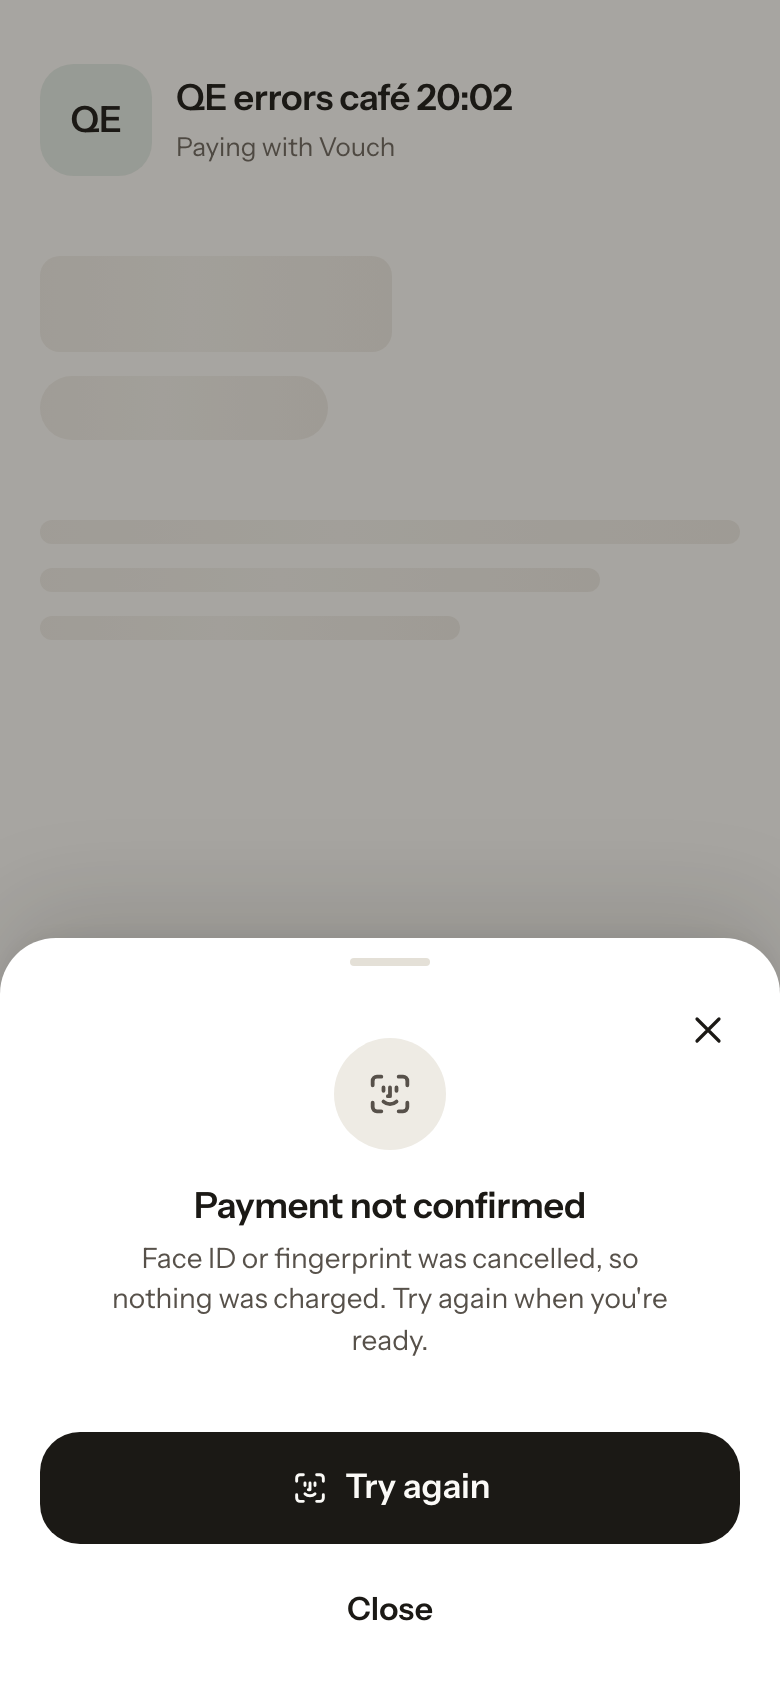 QE
QE errors café 20:02
Paying with Vouch
Payment not confirmed
Face ID or fingerprint was cancelled, so
nothing was charged. Try again when you're
ready.
Try again
Close